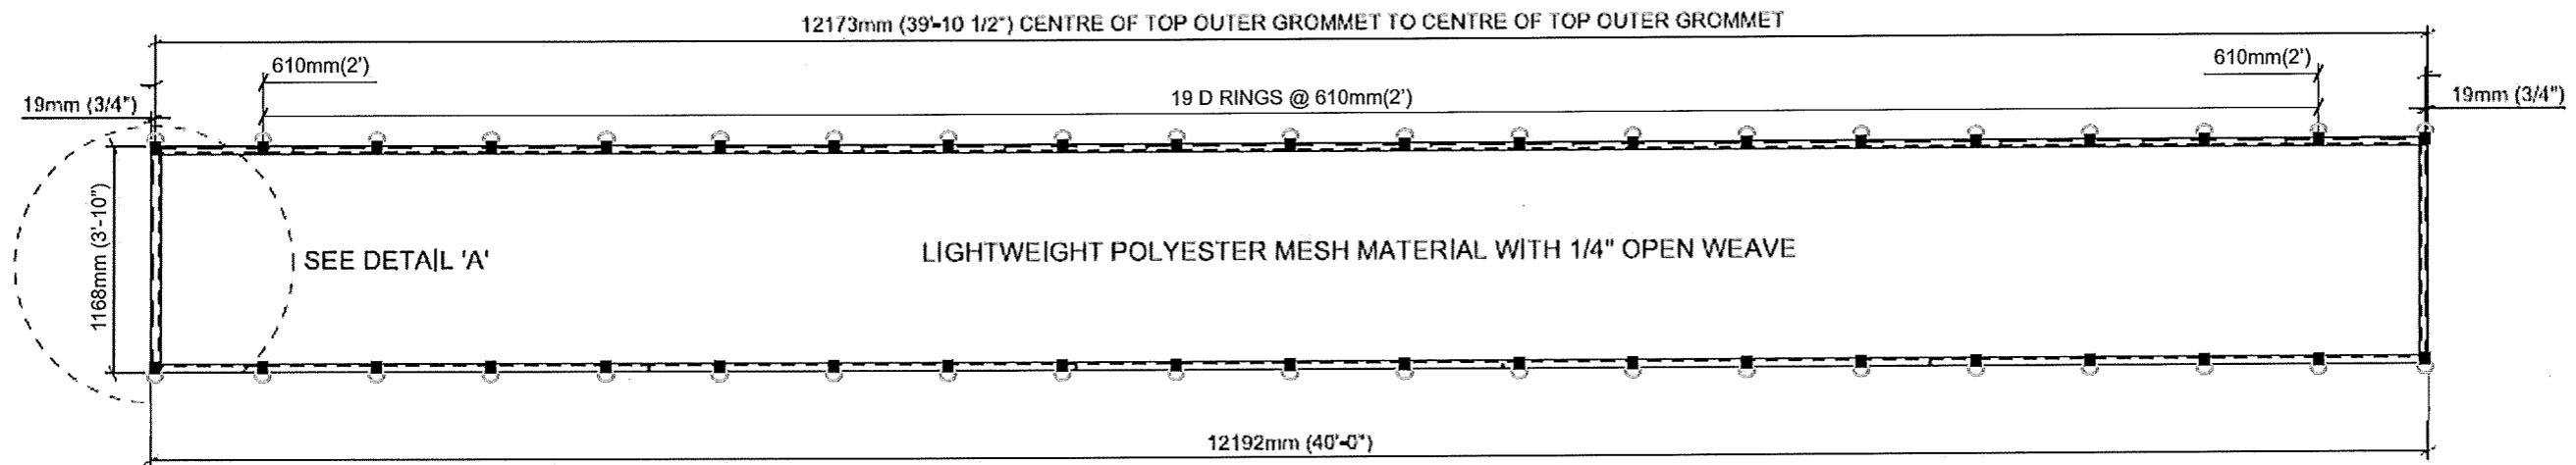 12173mm (39'-10 1/2") CENTRE OF TOP OUTER GROMMET TO CENTRE OF TOP OUTER GROMMET
610mm(2')
610mm(2')
19mm (3/4")
19 D RINGS @ 610mm(2')
19mm (3/4")
1168mm (3'-10")
SEE DETAIL 'A'
LIGHTWEIGHT POLYESTER MESH MATERIAL WITH 1/4" OPEN WEAVE
12192mm (40'-0")